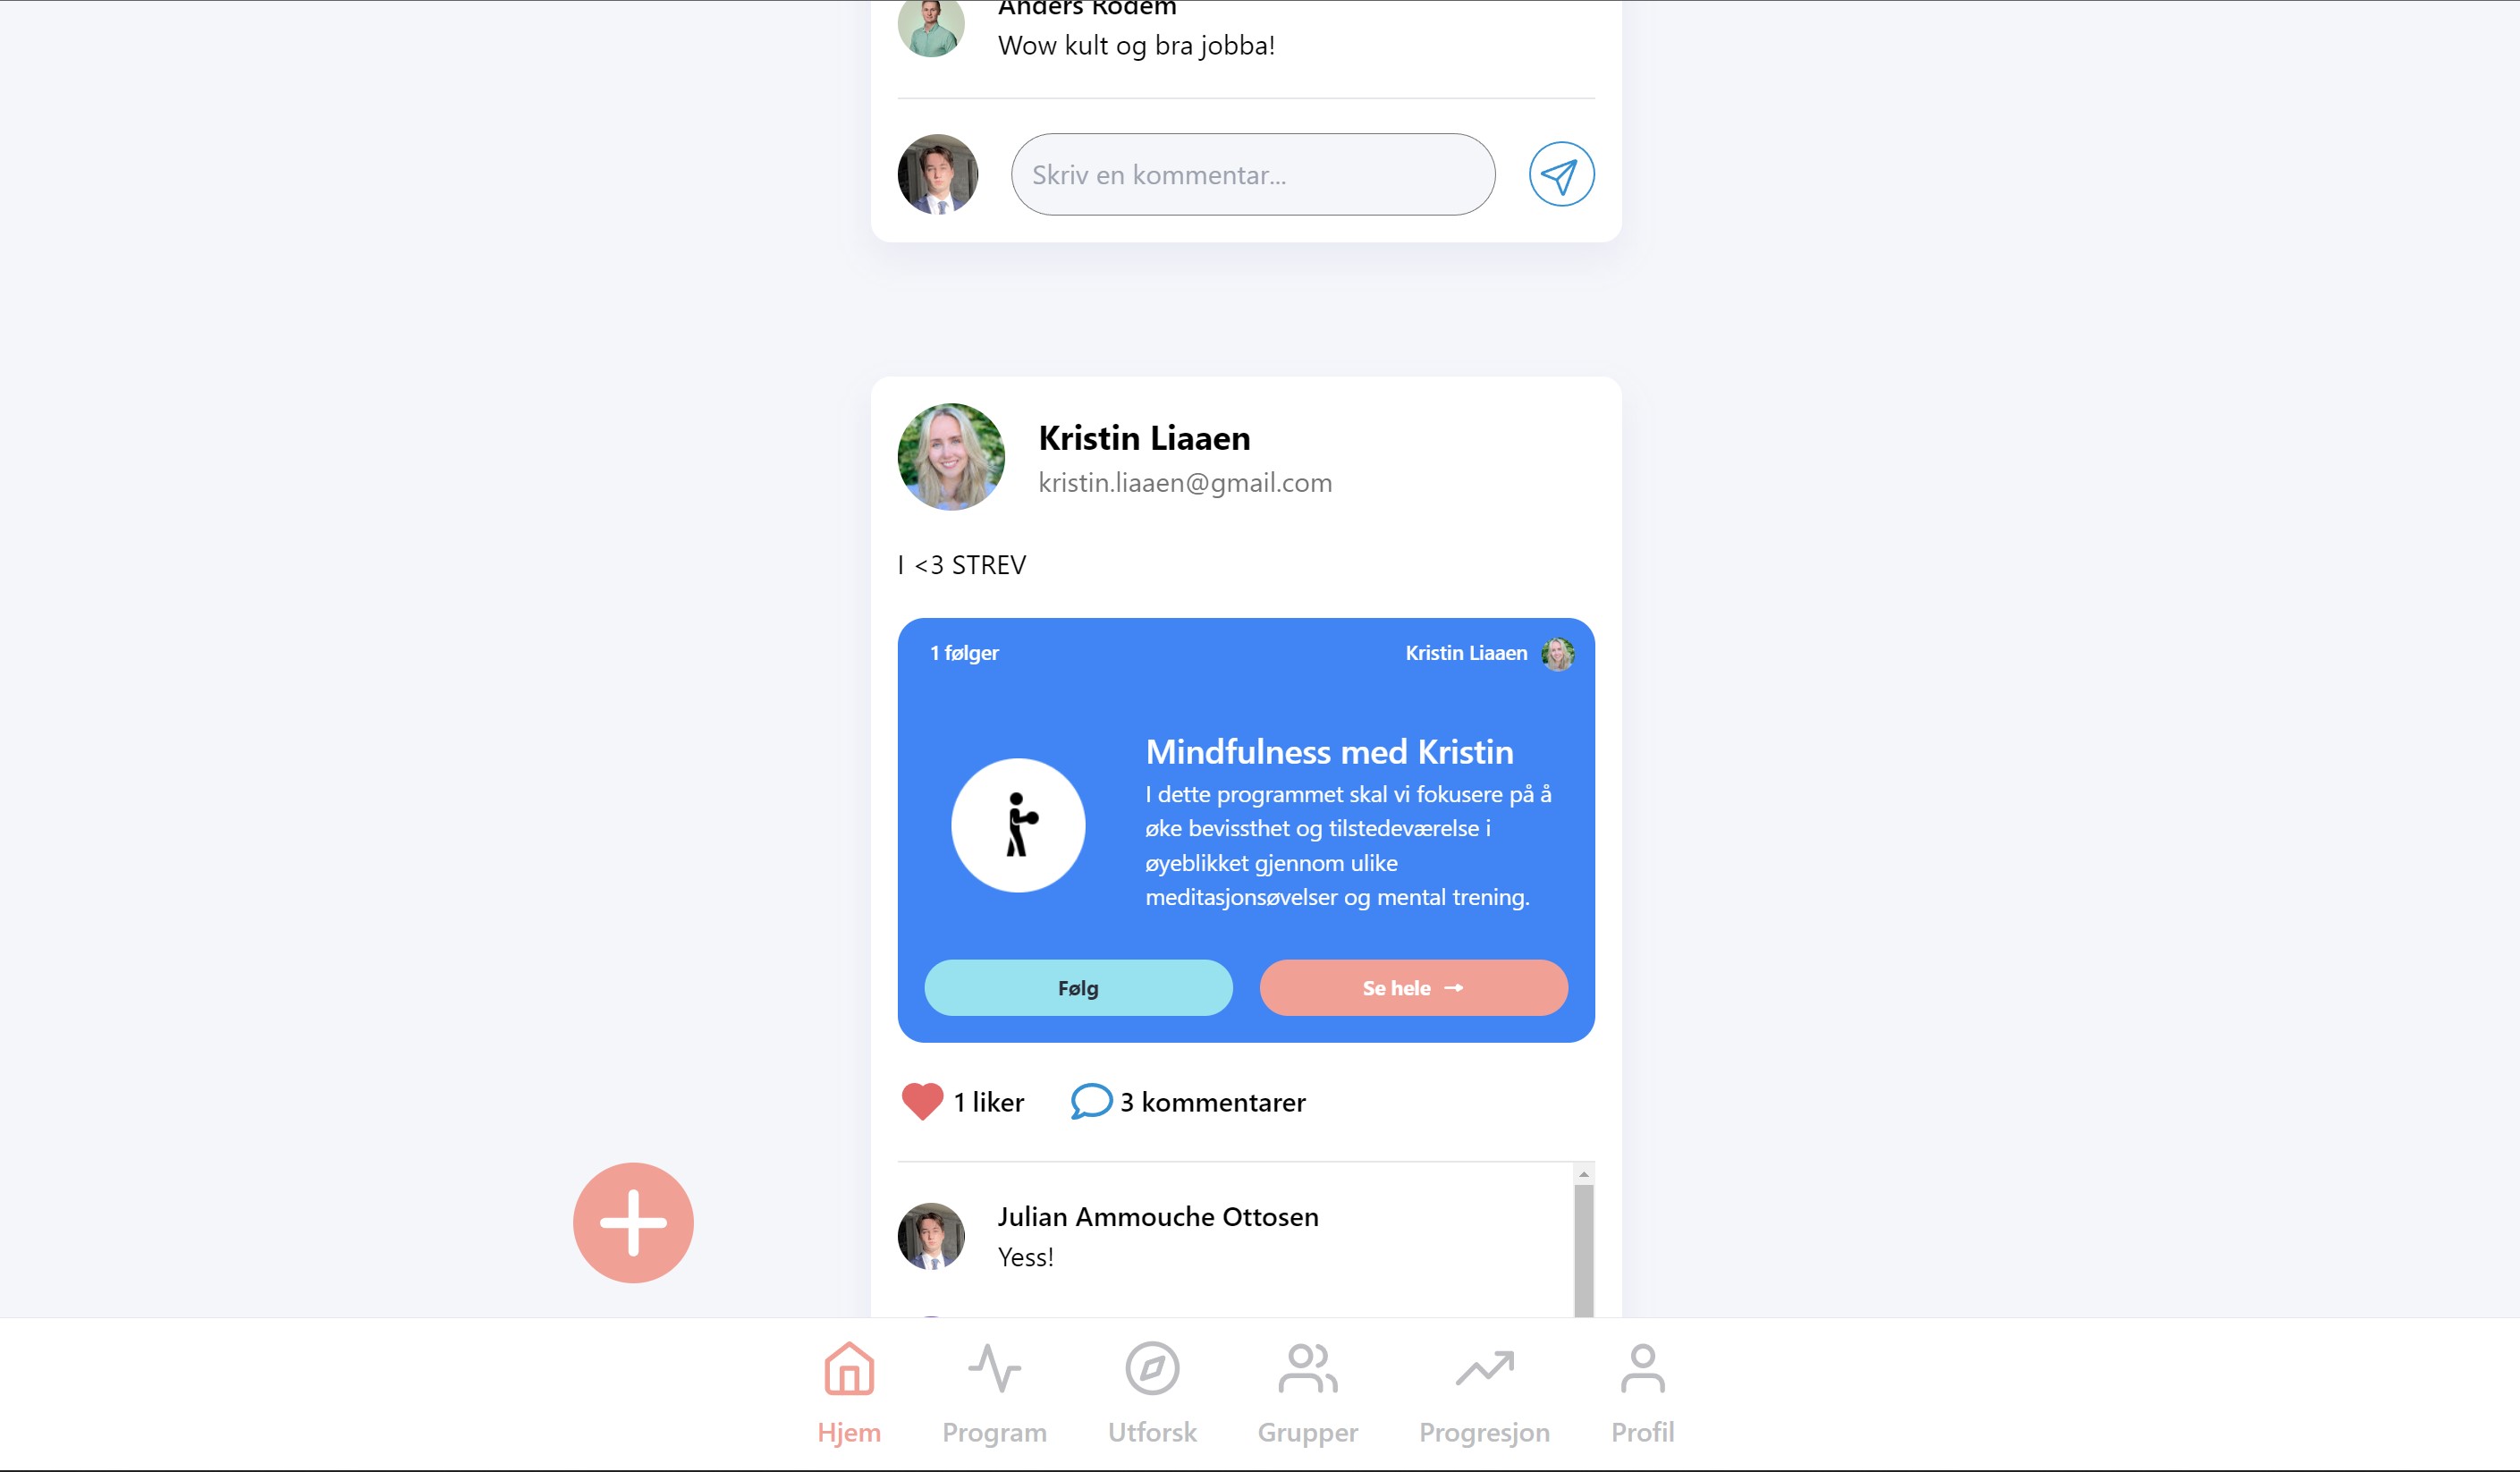 Anders Rodem
Wow kult og bra jobba!
Skriv en kommentar...
Kristin Liaaen
kristin.liaaen@gmail.com
I <3 STREV
1 følger
Kristin Liaaen
Mindfulness med Kristin
I dette programmet skal vi fokusere på å
øke bevissthet og tilstedeværelse i
øyeblikket gjennom ulike
meditasjonsøvelser og mental trening.
Følg
Se hele →
1 liker
3 kommentarer
Julian Ammouche Ottosen
Yess!
Hjem
Program
Utforsk
Grupper
Progresjon
Profil